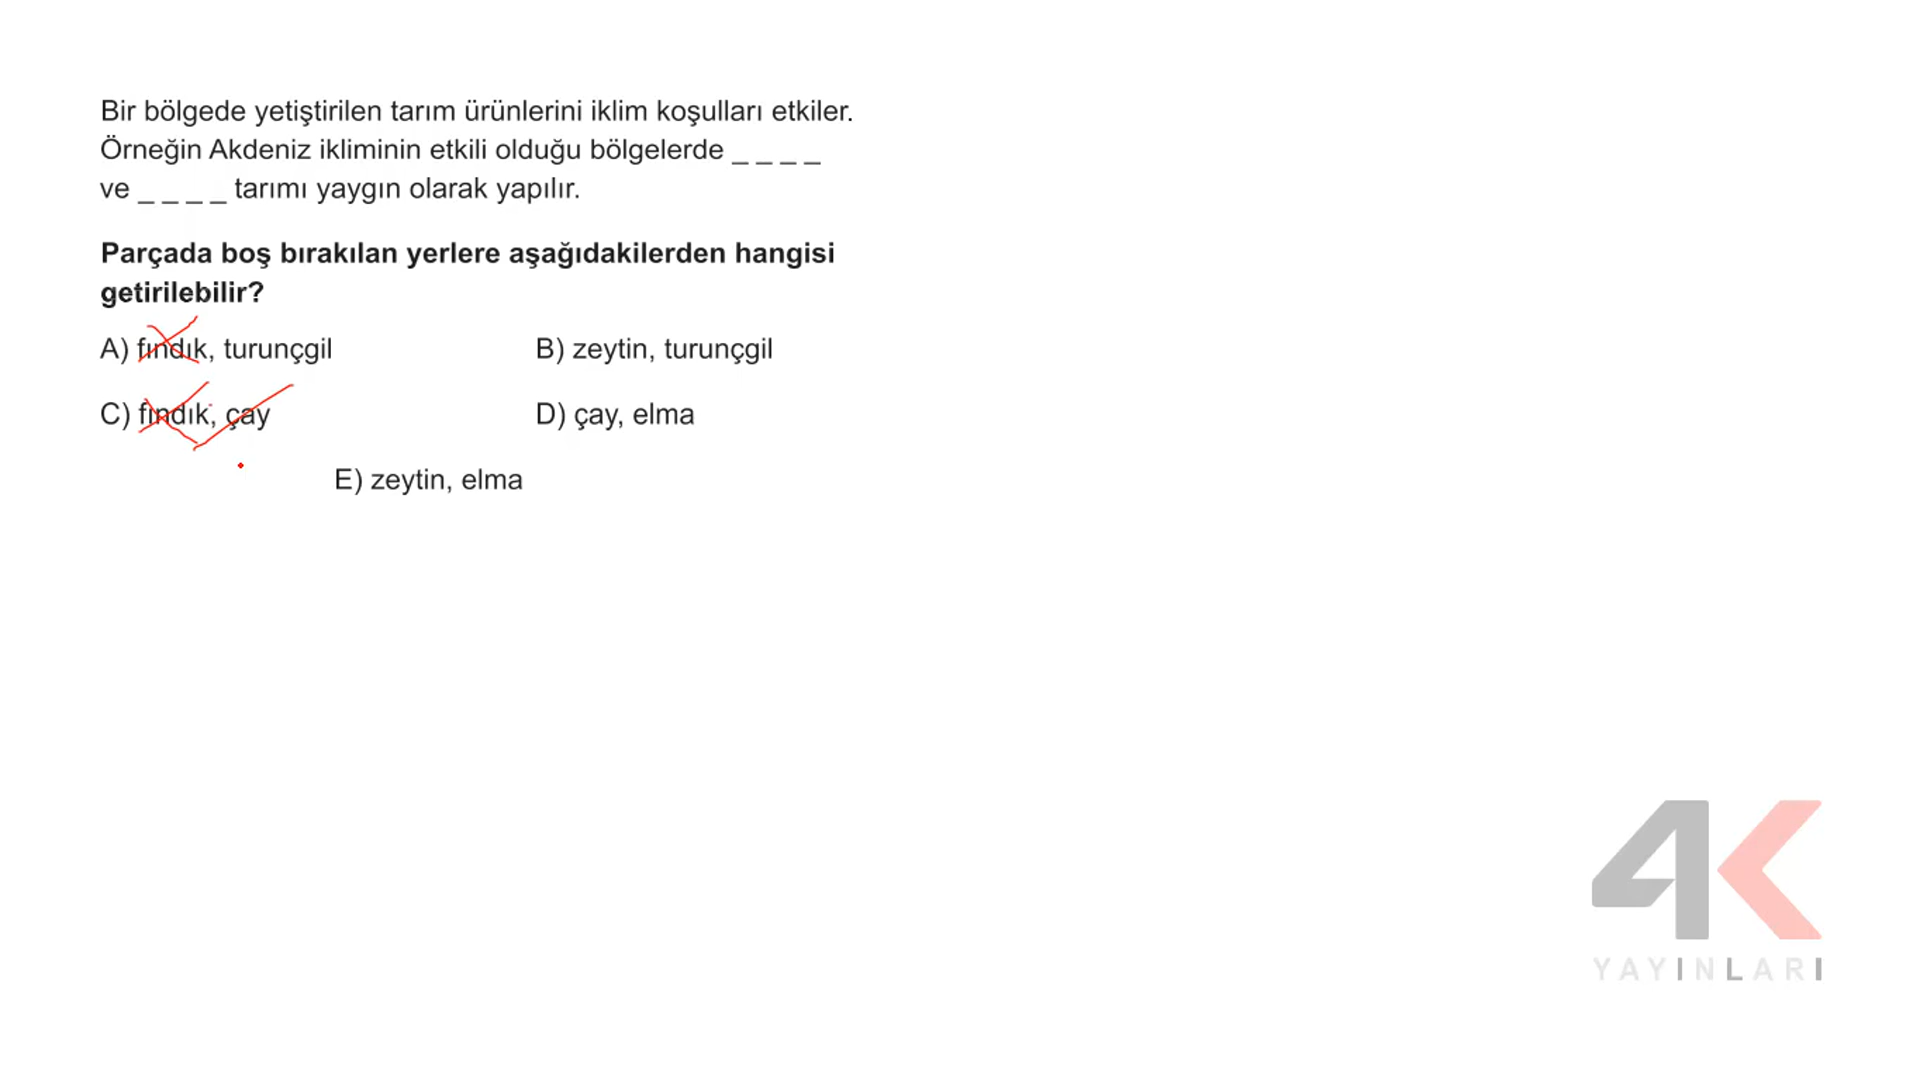 Bir bölgede yetiştirilen tarım ürünlerini iklim koşulları etkiler.
Örneğin Akdeniz ikliminin etkili olduğu bölgelerde _ _ _ _
ve _ _ _ _ tarımı yaygın olarak yapılır.
Parçada boş bırakılan yerlere aşağıdakilerden hangisi
getirilebilir?
A) fındık, turunçgil
B) zeytin, turunçgil
C) fındık, çay
D) çay, elma
E) zeytin, elma
4K
YAYINLARI